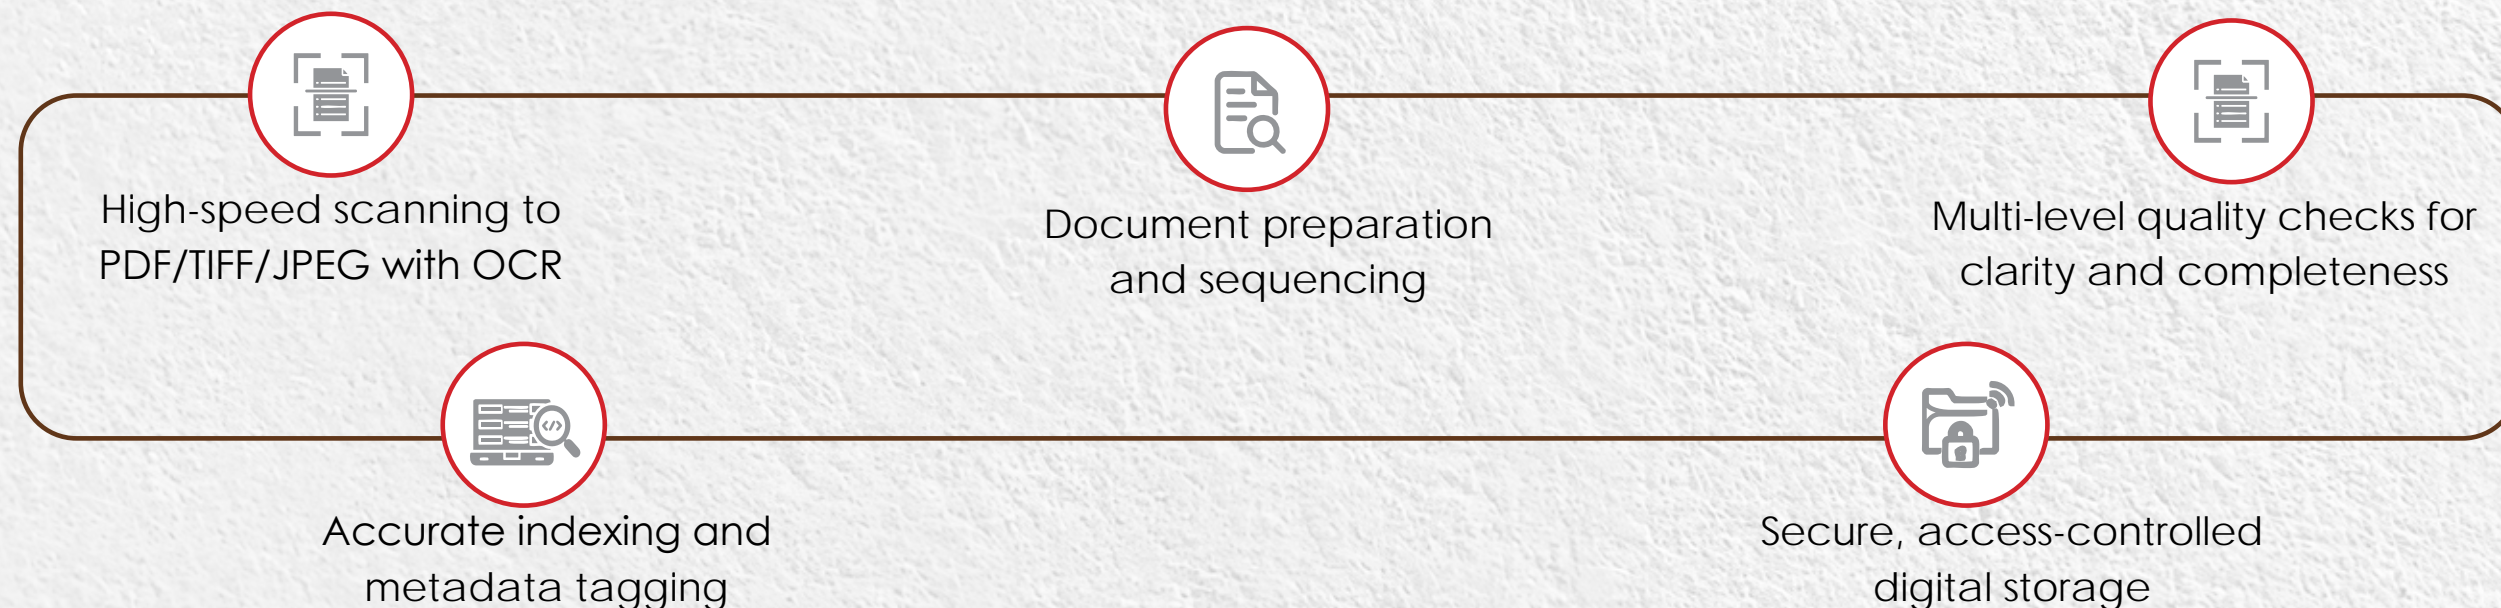 High-speed scanning to
PDF/TIFF/JPEG with OCR
Document preparation
and sequencing
Multi-level quality checks for
clarity and completeness
Accurate indexing and
metadata tagging
Secure, access-controlled
digital storage